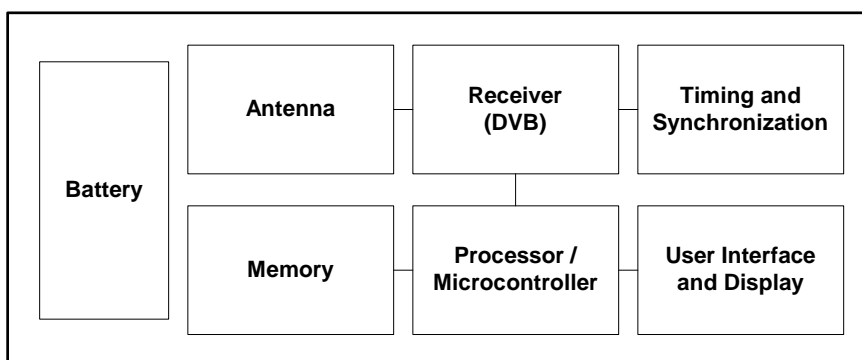 Battery
Antenna
Receiver
(DVB)
Timing and
Synchronization
Memory
Processor /
Microcontroller
User Interface
and Display